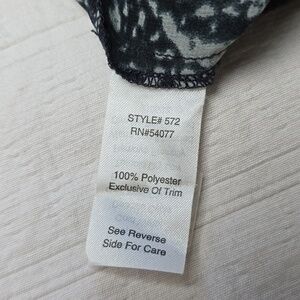 STYLE# 572
RN#54077
100% Polyester
Exclusive Of Trim
See Reverse
Side For Care